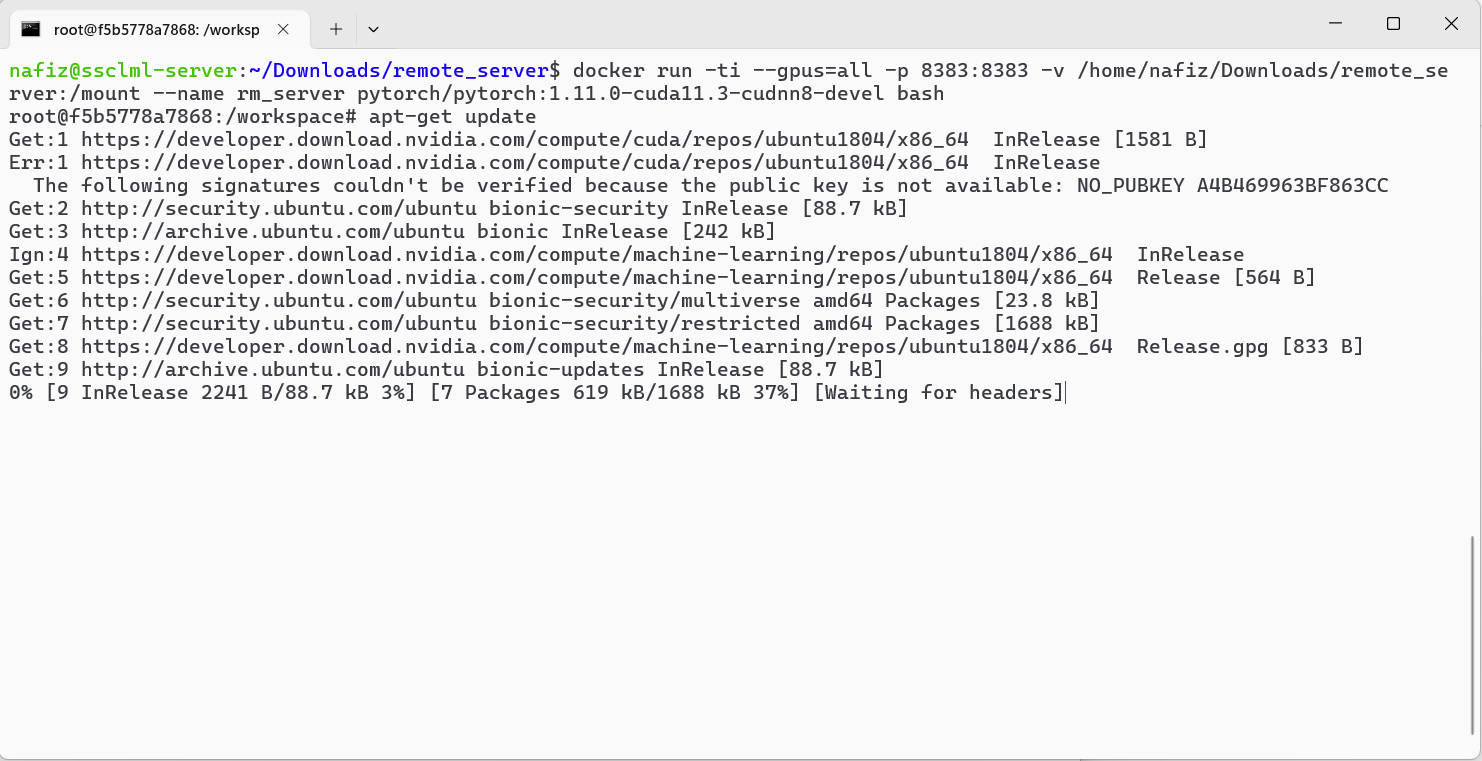 root@f5b5778a7868: /worksp
nafiz@ssclml-server:~/Downloads/remote_server$ docker run -ti --gpus=all -p 8383:8383 -v /home/nafiz/Downloads/remote_se
rver:/mount --name rm_server pytorch/pytorch:1.11.0-cuda11.3-cudnn8-devel bash
root@f5b5778a7868:/workspace# apt-get update
Get:1 https://developer.download.nvidia.com/compute/cuda/repos/ubuntu1804/x86_64  InRelease [1581 B]
Err:1 https://developer.download.nvidia.com/compute/cuda/repos/ubuntu1804/x86_64  InRelease
  The following signatures couldn't be verified because the public key is not available: NO_PUBKEY A4B469963BF863CC
Get:2 http://security.ubuntu.com/ubuntu bionic-security InRelease [88.7 kB]
Get:3 http://archive.ubuntu.com/ubuntu bionic InRelease [242 kB]
Ign:4 https://developer.download.nvidia.com/compute/machine-learning/repos/ubuntu1804/x86_64  InRelease
Get:5 https://developer.download.nvidia.com/compute/machine-learning/repos/ubuntu1804/x86_64  Release [564 B]
Get:6 http://security.ubuntu.com/ubuntu bionic-security/multiverse amd64 Packages [23.8 kB]
Get:7 http://security.ubuntu.com/ubuntu bionic-security/restricted amd64 Packages [1688 kB]
Get:8 https://developer.download.nvidia.com/compute/machine-learning/repos/ubuntu1804/x86_64  Release.gpg [833 B]
Get:9 http://archive.ubuntu.com/ubuntu bionic-updates InRelease [88.7 kB]
0% [9 InRelease 2241 B/88.7 kB 3%] [7 Packages 619 kB/1688 kB 37%] [Waiting for headers]